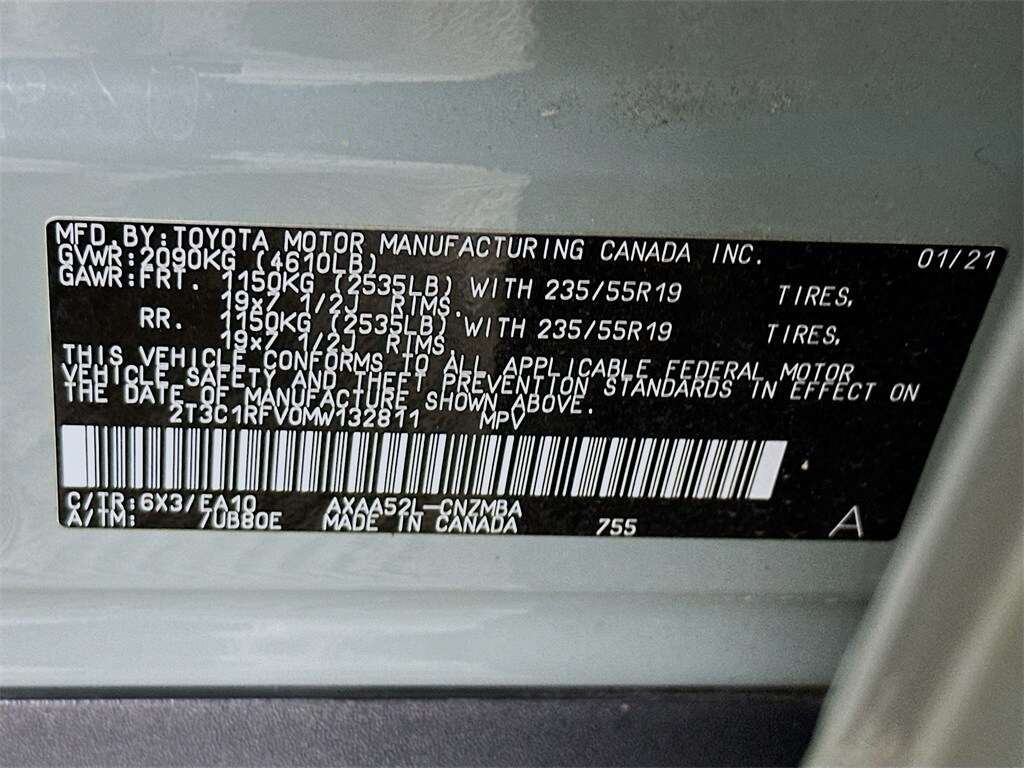 MFD.BY:TOYOTA MOTOR MANUFACTURING CANADA INC. 01/21
GVWR:2090KG (4610LB)
GAWR:FRT. 1150KG (2535LB) WITH 235/55R19 TIRES,
19x7 1/2J RIMS.
RR. 1150KG (2535LB) WITH 235/55R19 TIRES,
19x7 1/2J RIMS.
THIS VEHICLE CONFORMS TO ALL APPLICABLE FEDERAL MOTOR
VEHICLE SAFETY AND THEFT PREVENTION STANDARDS IN EFFECT ON
THE DATE OF MANUFACTURE SHOWN ABOVE.
2T3C1RFV0MW132811 MPV
C/TR:6X3/EA10 AXAA52L-CNZMBA
A/TM: /UB80E MADE IN CANADA 755 A